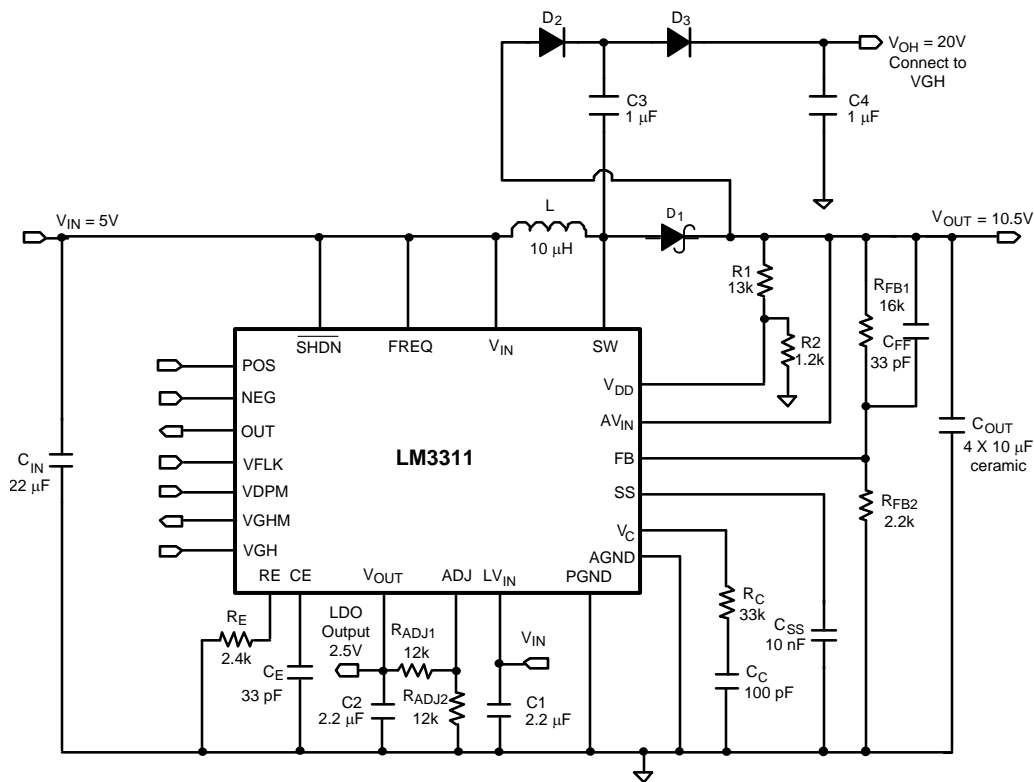 D2
D3
VOH = 20V
Connect to
VGH
C3
1 μF
C4
1 μF
VIN = 5V
L
10 μH
D1
VOUT = 10.5V
R1
13k
RFB1
16k
R2
1.2k
CFF
33 pF
SHDN
FREQ
VIN
SW
POS
NEG
OUT
VFLK
VDPM
VGHM
VGH
LM3311
VDD
AVIN
FB
SS
VC
AGND
PGND
RE
CE
VOUT
ADJ
LVIN
CIN
22 μF
COUT
4 X 10 μF
ceramic
RFB2
2.2k
RE
2.4k
CE
33 pF
LDO
Output
2.5V
RADJ1
12k
VIN
C2
2.2 μF
RADJ2
12k
C1
2.2 μF
RC
33k
CC
100 pF
CSS
10 nF